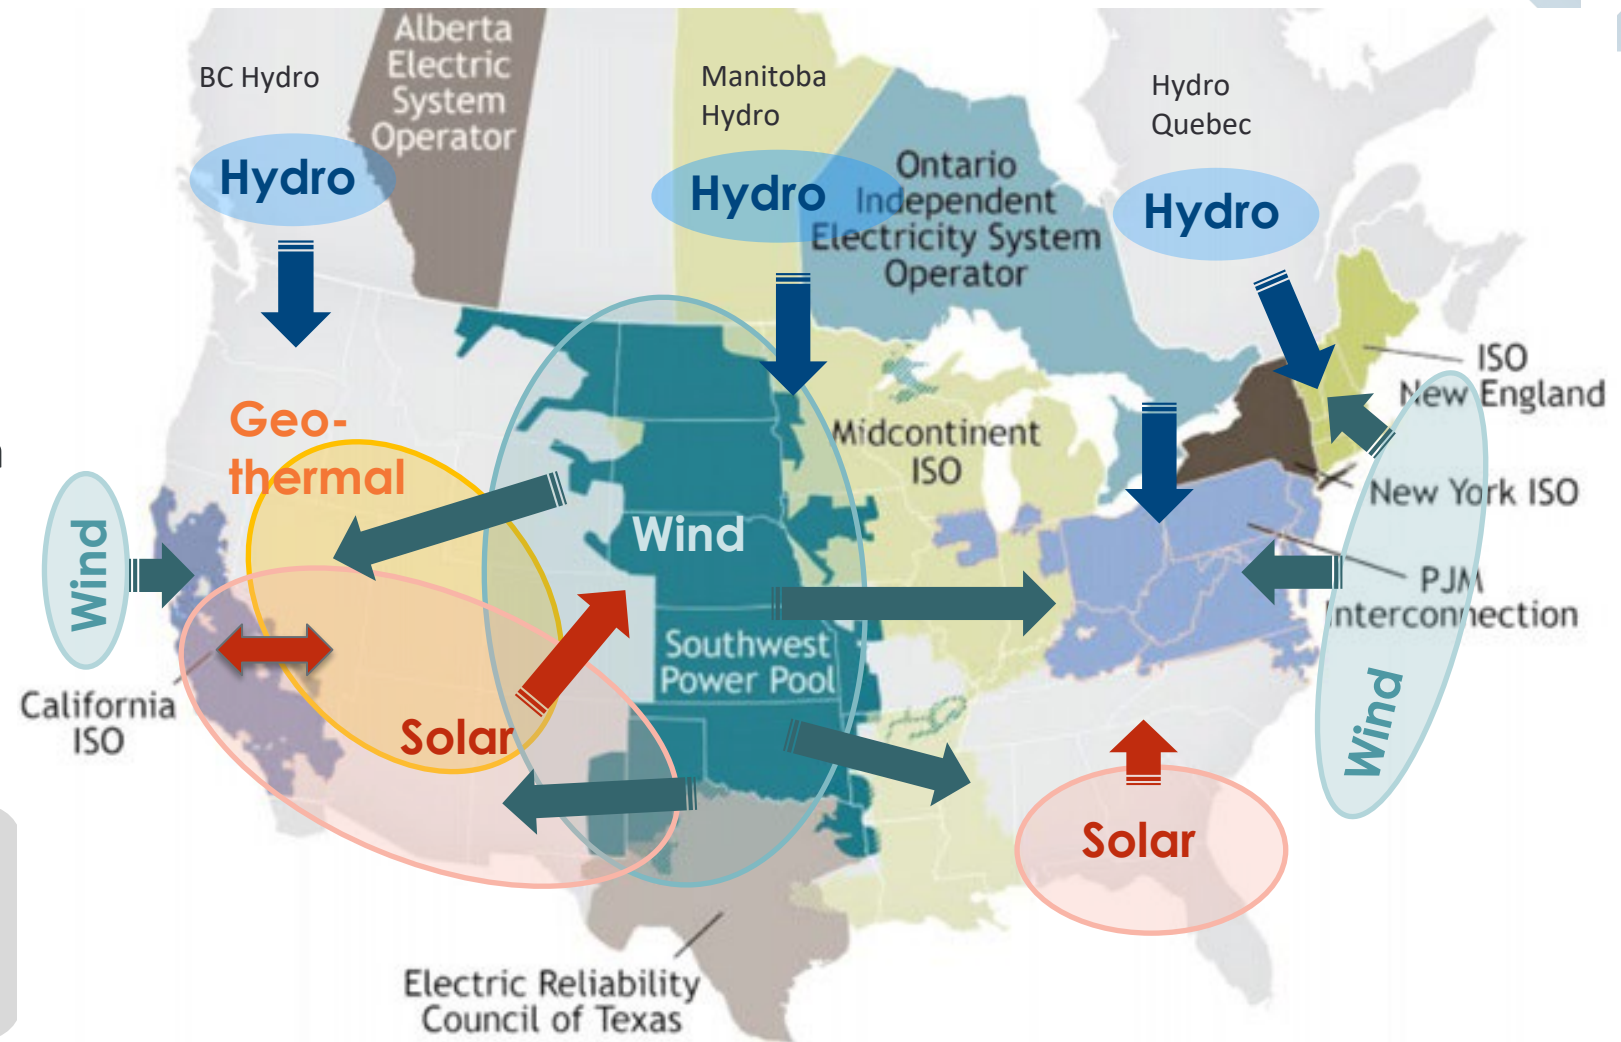 Alberta
Electric
System
Operator
BC Hydro
Hydro
Manitoba
Hydro
Hydro
Ontario
Independent
Electricity System
Operator
Hydro
Quebec
Hydro
ISO
New England
Geo-
thermal
Midcontinent
ISO
New York ISO
Wind
Wind
PJM
Interconnection
Southwest
Power Pool
California
ISO
Solar
Wind
Solar
Electric Reliability
Council of Texas